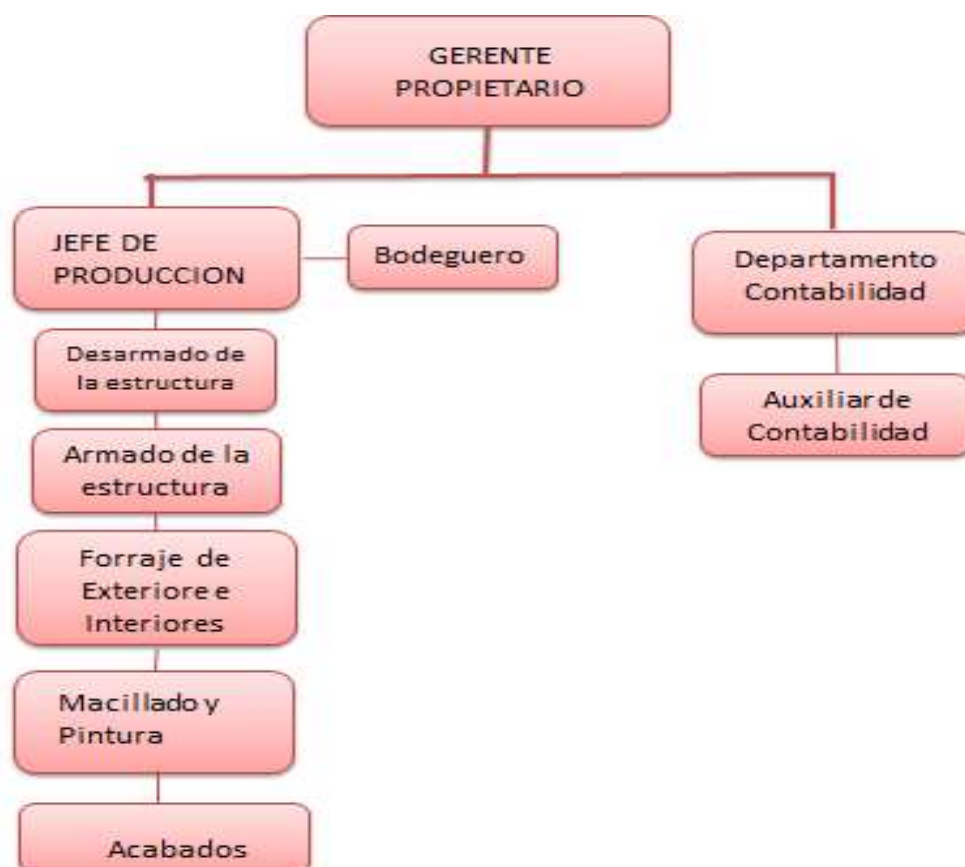 GERENTE
PROPIETARIO
JEFE DE
PRODUCCION
Bodeguero
Departamento
Contabilidad
Desarmado de
la estructura
Auxiliar de
Contabilidad
Armado de la
estructura
Forraje de
Exteriore e
Interiores
Macillado y
Pintura
Acabados